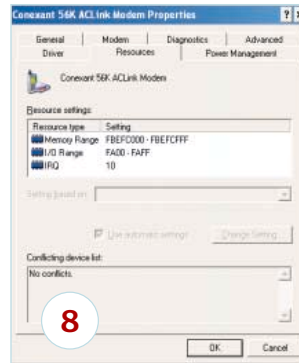 Conexant 56K ACLink Modem Properties
General Modem Diagnostics Advanced
Driver Resources Power Management
Conexant 56K ACLink Modem
Resource settings:
Resource type Setting
Memory Range FBEFC000 - FBEFCFFF
I/O Range FA00 - FAFF
IRQ 10
Setting based on:
Use automatic settings Change Setting
Conflicting device list:
No conflicts.
8
OK Cancel